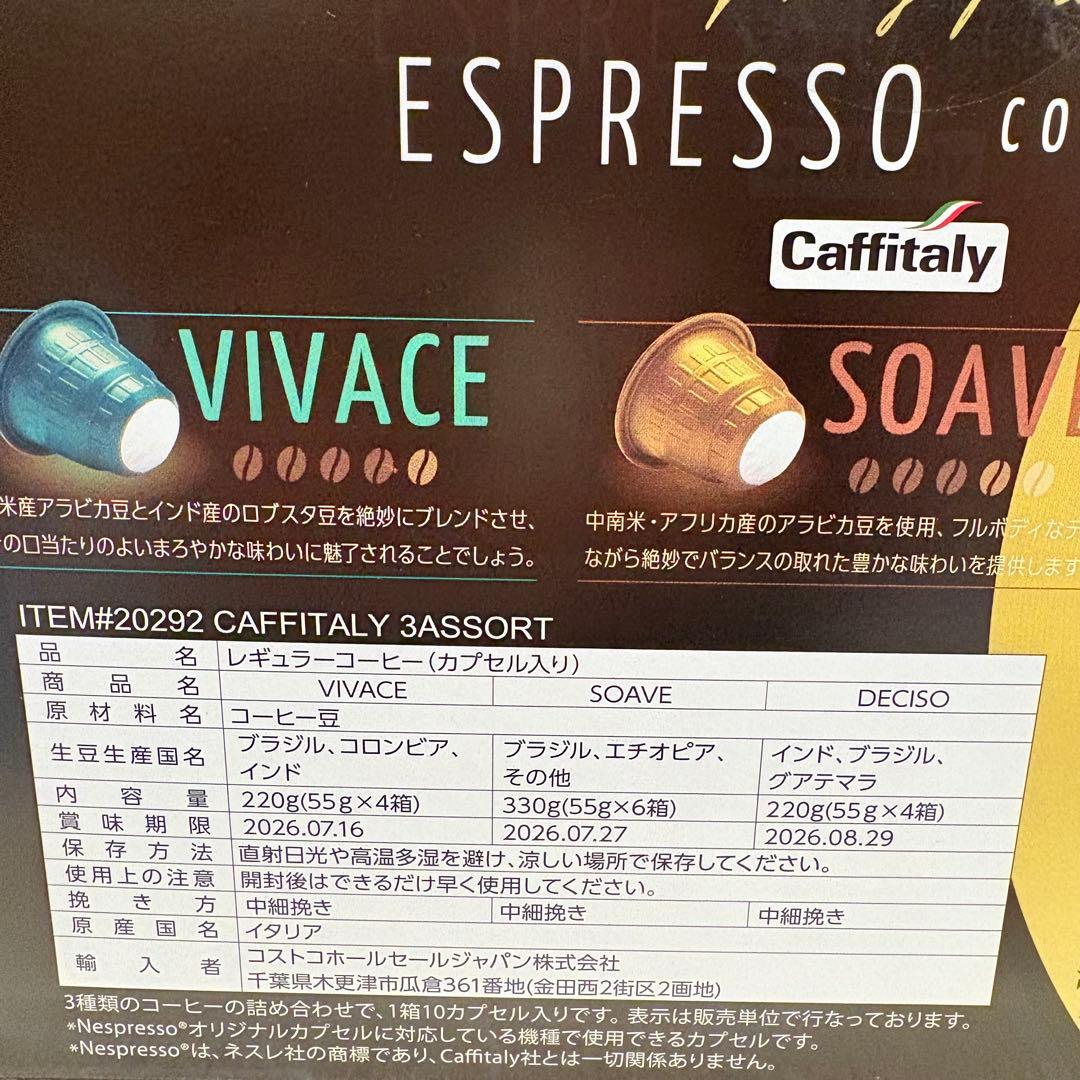 ESPRESSO CO
Caffitaly
VIVACE
SOAVE
米産アラビカ豆とインド産のロブスタ豆を絶妙にブレンドさせ、
の口当たりのよいまろやかな味わいに魅了されることでしょう。
中南米・アフリカ産のアラビカ豆を使用、フルボディなテ
ながら絶妙でバランスの取れた豊かな味わいを提供します
ITEM#20292 CAFFITALY 3ASSORT
品名 レギュラーコーヒー(カプセル入り)
商品名 VIVACE SOAVE DECISO
原材料名 コーヒー豆
生豆生産国名 ブラジル、コロンビア、インド ブラジル、エチオピア、その他 インド、ブラジル、グアテマラ
内容量 220g(55g×4箱) 330g(55g×6箱) 220g(55g×4箱)
賞味期限 2026.07.16 2026.07.27 2026.08.29
保存方法 直射日光や高温多湿を避け、涼しい場所で保存してください。
使用上の注意 開封後はできるだけ早く使用してください。
挽き方 中細挽き 中細挽き 中細挽き
原産国名 イタリア
輸入者 コストコホールセールジャパン株式会社
千葉県木更津市瓜倉361番地(金田西2街区2画地)
3種類のコーヒーの詰め合わせで、1箱10カプセル入りです。表示は販売単位で行なっております。
*Nespresso®オリジナルカプセルに対応している機種で使用できるカプセルです。
*Nespresso®は、ネスレ社の商標であり、Caffitaly社とは一切関係ありません。